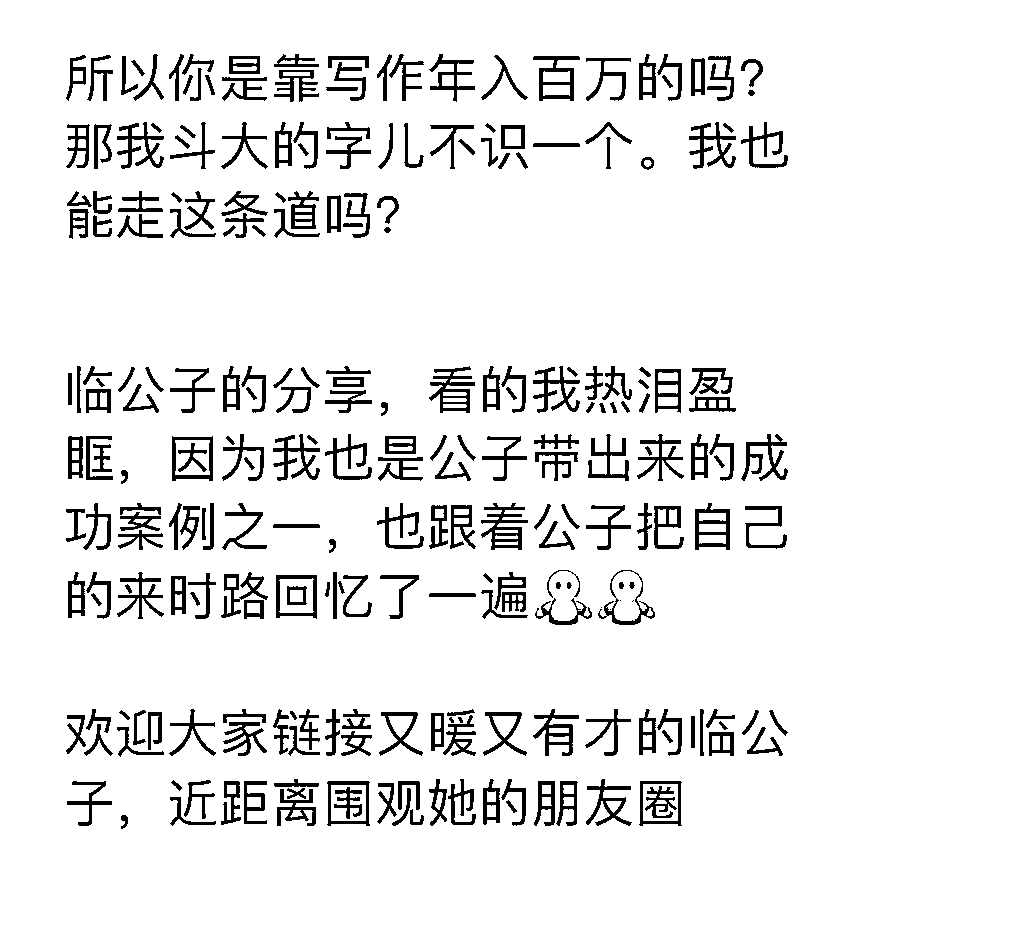 所以你是靠写作年入百万的吗？
那我斗大的字儿不识一个。我也
能走这条道吗？
临公子的分享，看的我热泪盈
眶，因为我也是公子带出来的成
功案例之一，也跟着公子把自己
的来时路回忆了一遍
欢迎大家链接又暖又有才的临公
子，近距离围观她的朋友圈